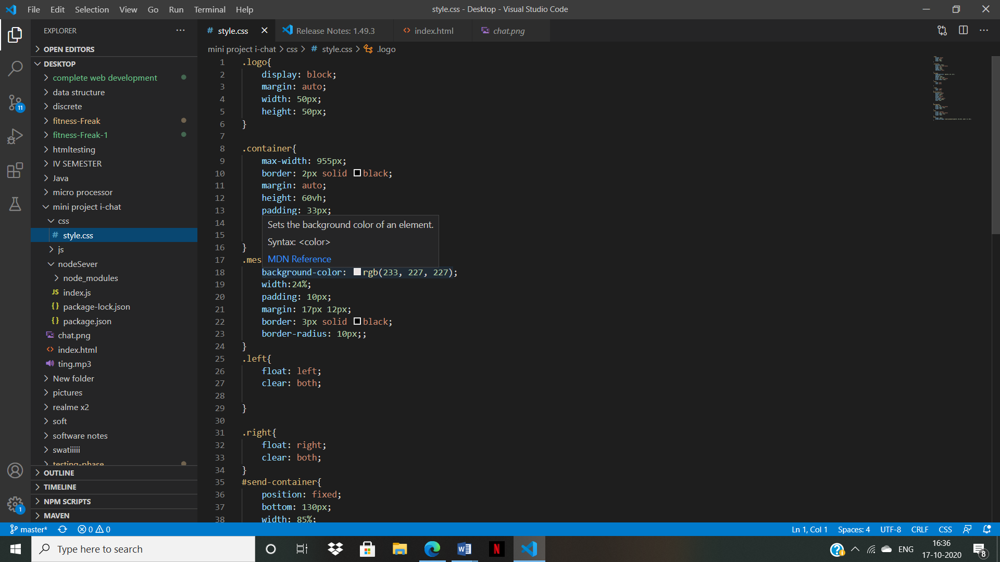 File Edit Selection View Go Run Terminal Help
style.css - Desktop - Visual Studio Code
EXPLORER
OPEN EDITORS
DESKTOP
complete web development
data structure
discrete
fitness-Freak
fitness-Freak-1
htmltesting
IV SEMESTER
Java
micro processor
mini project i-chat
css
# style.css
js
nodeSever
node_modules
JS index.js
{} package-lock.json
{} package.json
chat.png
<> index.html
ting.mp3
New folder
pictures
realme x2
soft
software notes
swatiiiii
testing-phase
OUTLINE
TIMELINE
NPM SCRIPTS
MAVEN
11
1
# style.css
Release Notes: 1.49.3
<> index.html
chat.png
mini project i-chat > css > # style.css > .logo
1 .logo{
2 display: block;
3 margin: auto;
4 width: 50px;
5 height: 50px;
6 }
7
8 .container{
9 max-width: 955px;
10 border: 2px solid black;
11 margin: auto;
12 height: 60vh;
13 padding: 33px;
14
15
16 }
17 .mes
Sets the background color of an element.
Syntax: <color>
MDN Reference
18 background-color: rgb(233, 227, 227);
19 width:24%;
20 padding: 10px;
21 margin: 17px 12px;
22 border: 3px solid black;
23 border-radius: 10px;;
24 }
25 .left{
26 float: left;
27 clear: both;
28
29 }
30
31 .right{
32 float: right;
33 clear: both;
34 }
35 #send-container{
36 position: fixed;
37 bottom: 130px;
38 width: 85%;
master* 0 0
Ln 1, Col 1 Spaces: 4 UTF-8 CRLF CSS
Type here to search
W
N
ENG
16:36
17-10-2020
8